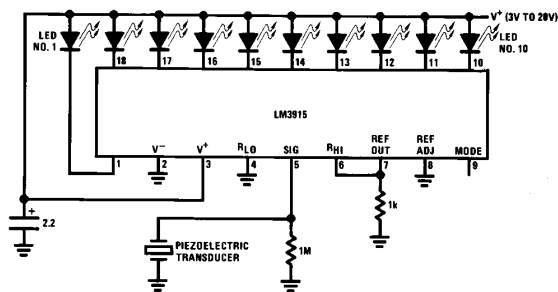 V+ (3V TO 20V)
LED
NO. 1
LED
NO. 10
18
17
16
15
14
13
12
11
10
LM3915
V−
V+
RLO
SIG
RHI
REF
OUT
REF
ADJ
MODE
1
2
3
4
5
6
7
8
9
+
2.2
PIEZOELECTRIC
TRANSDUCER
1M
1k